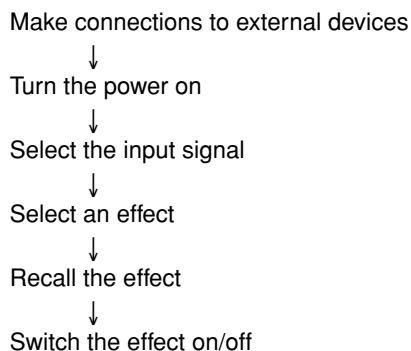 Make connections to external devices
↓
Turn the power on
↓
Select the input signal
↓
Select an effect
↓
Recall the effect
↓
Switch the effect on/off